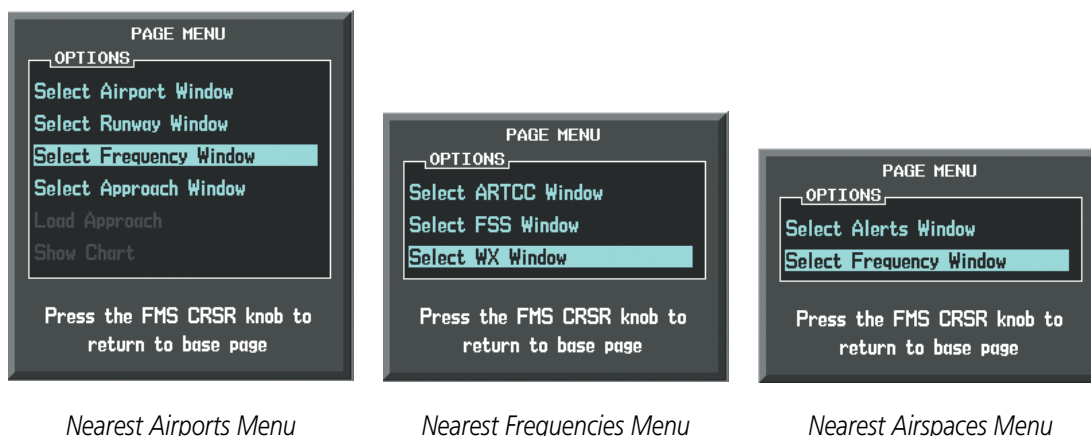 PAGE MENU
OPTIONS
Select Airport Window
Select Runway Window
Select Frequency Window
Select Approach Window
Load Approach
Show Chart
Press the FMS CRSR knob to
return to base page
Nearest Airports Menu
PAGE MENU
OPTIONS
Select ARTCC Window
Select FSS Window
Select WX Window
Press the FMS CRSR knob to
return to base page
Nearest Frequencies Menu
PAGE MENU
OPTIONS
Select Alerts Window
Select Frequency Window
Press the FMS CRSR knob to
return to base page
Nearest Airspaces Menu